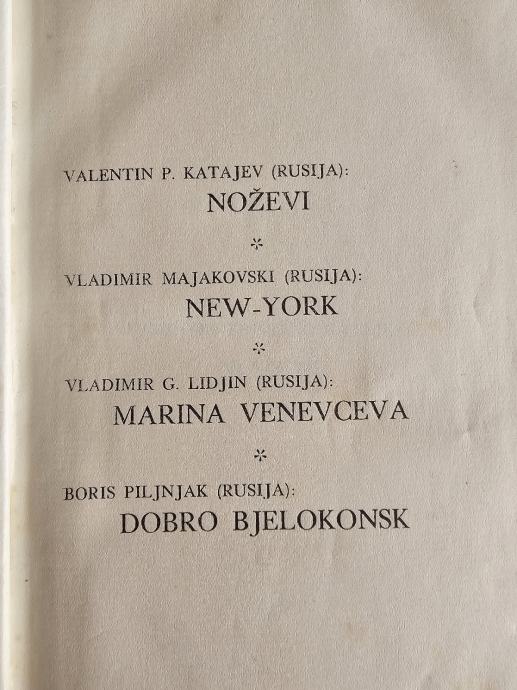 VALENTIN P. KATAJEV (RUSIJA):
NOŽEVI
*
VLADIMIR MAJAKOVSKI (RUSIJA):
NEW-YORK
*
VLADIMIR G. LIDJIN (RUSIJA):
MARINA VENEVCEVA
*
BORIS PILJNJAK (RUSIJA):
DOBRO BJELOKONSK